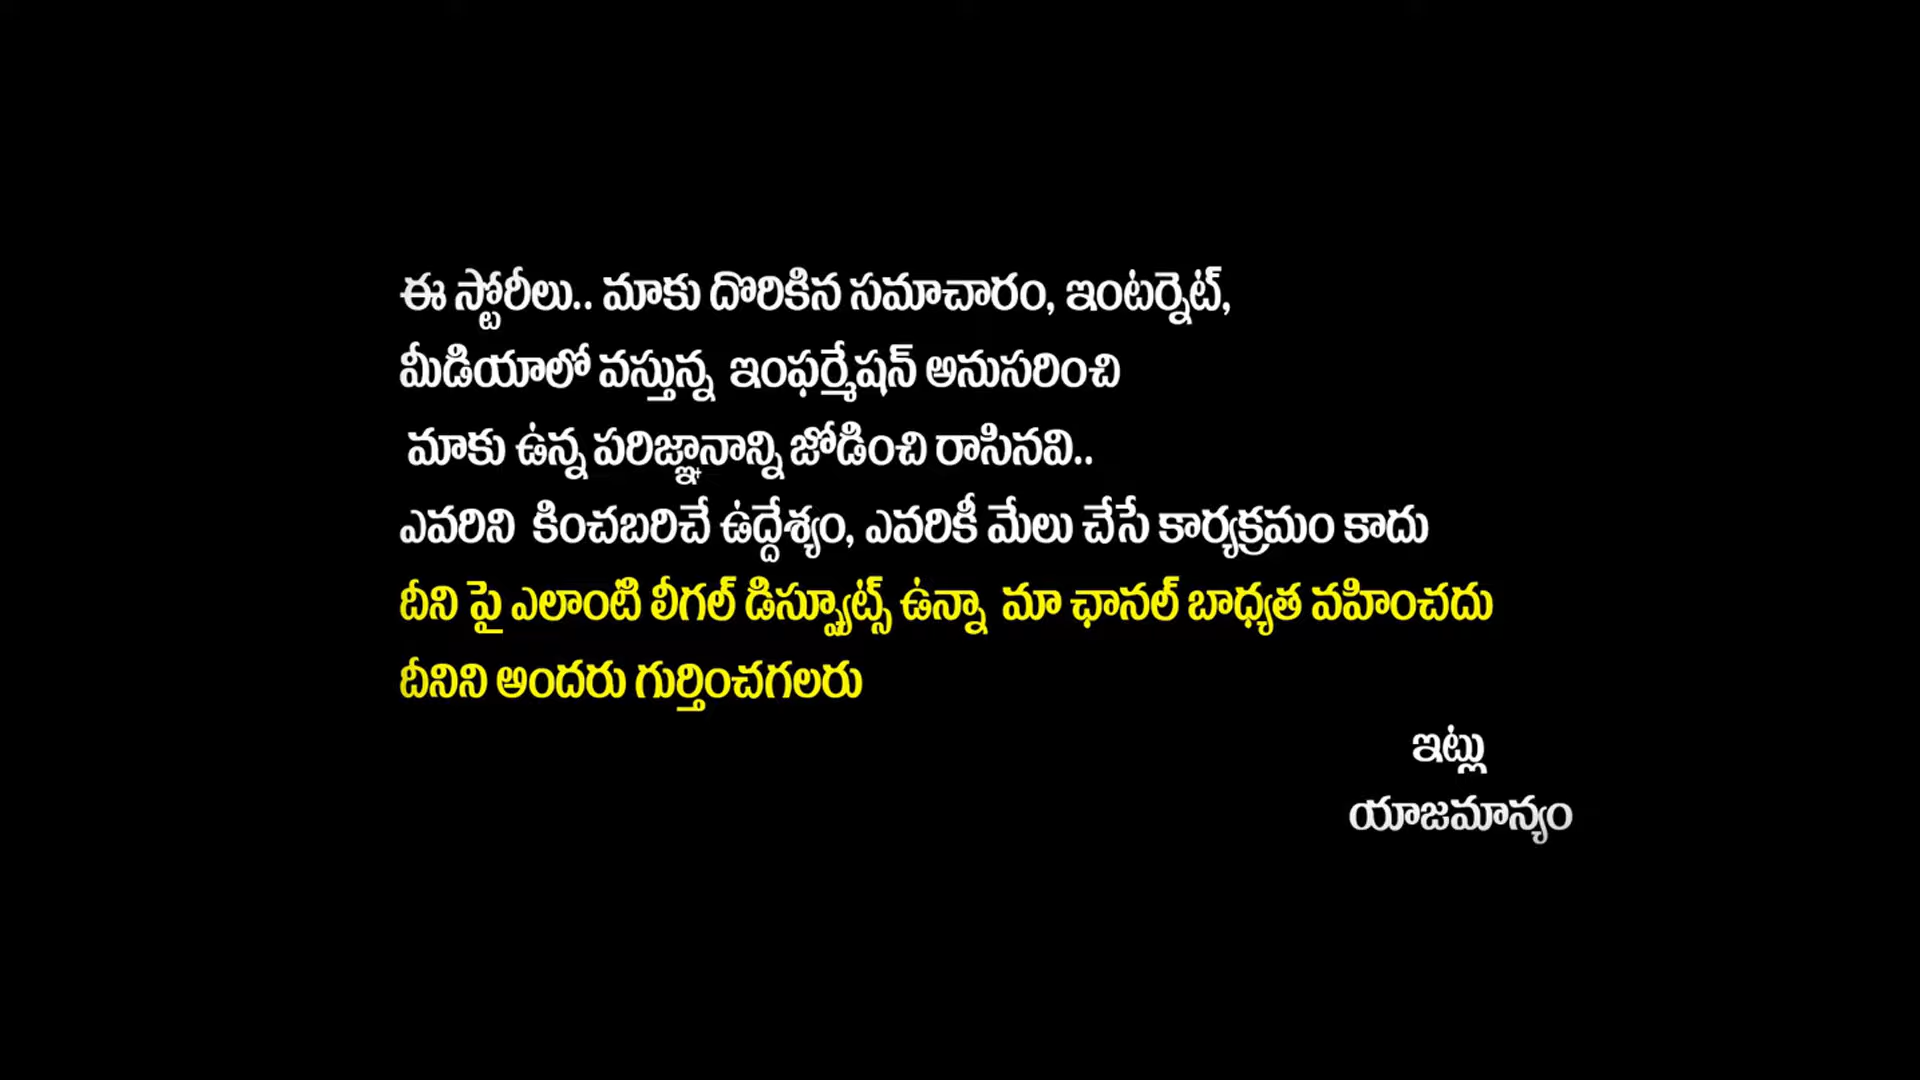 ఈ స్టోరీలు.. మాకు దొరికిన సమాచారం, ఇంటర్నెట్,
మీడియాలో వస్తున్న ఇంఫర్మేషన్ అనుసరించి
మాకు ఉన్న పరిజ్ఞానాన్ని జోడించి రాసినవి..
ఎవరిని కించబరిచే ఉద్దేశ్యం, ఎవరికీ మేలు చేసే కార్యక్రమం కాదు
దీని పై ఎలాంటి లీగల్ డిస్ప్యూట్స్ ఉన్నా మా ఛానల్ బాధ్యత వహించదు
దీనిని అందరు గుర్తించగలరు
ఇట్లు
యాజమాన్యం